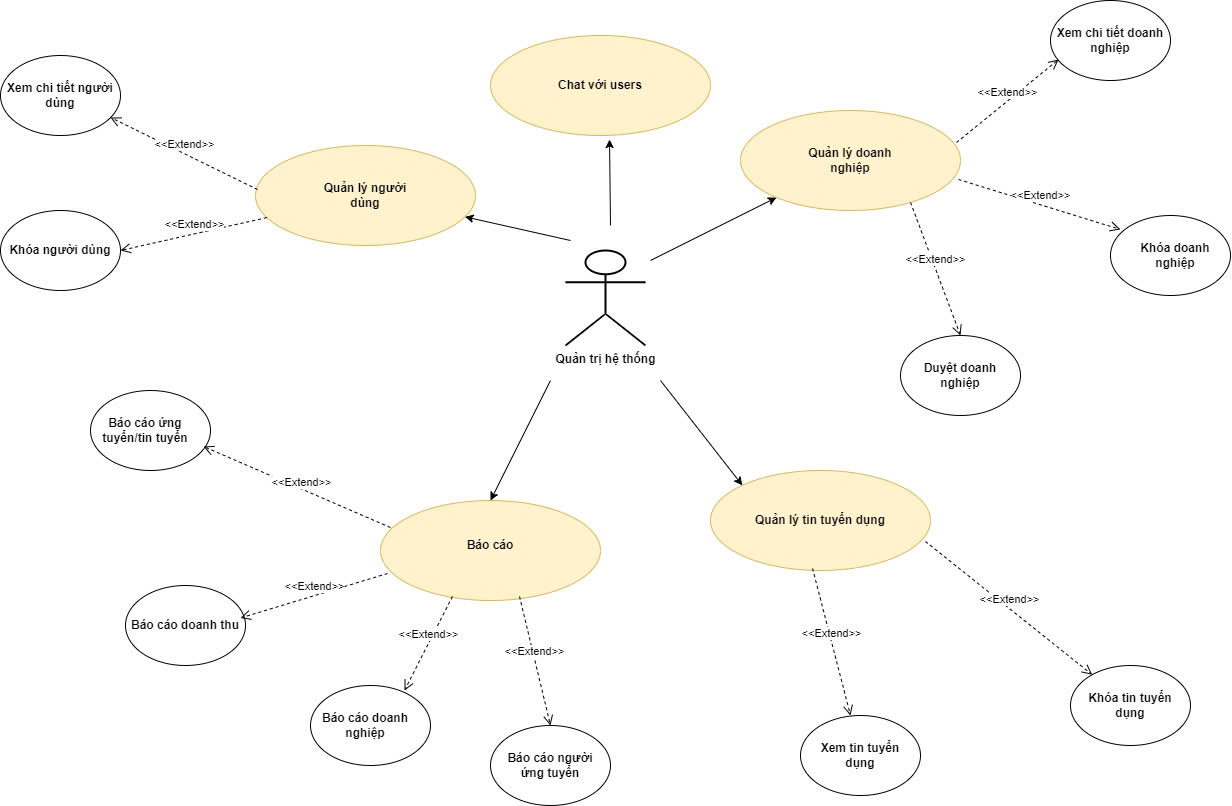 Xem chi tiết doanh
nghiệp
<<Extend>>
Chat với users
Xem chi tiết người
dùng
<<Extend>>
Quản lý doanh
nghiệp
Quản lý người
dùng
<<Extend>>
<<Extend>>
Khóa người dùng
Khóa doanh
nghiệp
<<Extend>>
Quản trị hệ thống
Duyệt doanh
nghiệp
Báo cáo ứng
tuyển/tin tuyển
<<Extend>>
Quản lý tin tuyển dụng
Báo cáo
<<Extend>>
<<Extend>>
Báo cáo doanh thu
<<Extend>>
<<Extend>>
<<Extend>>
Khóa tin tuyển
dụng
Báo cáo doanh
nghiệp
Xem tin tuyển
dụng
Báo cáo người
ứng tuyển